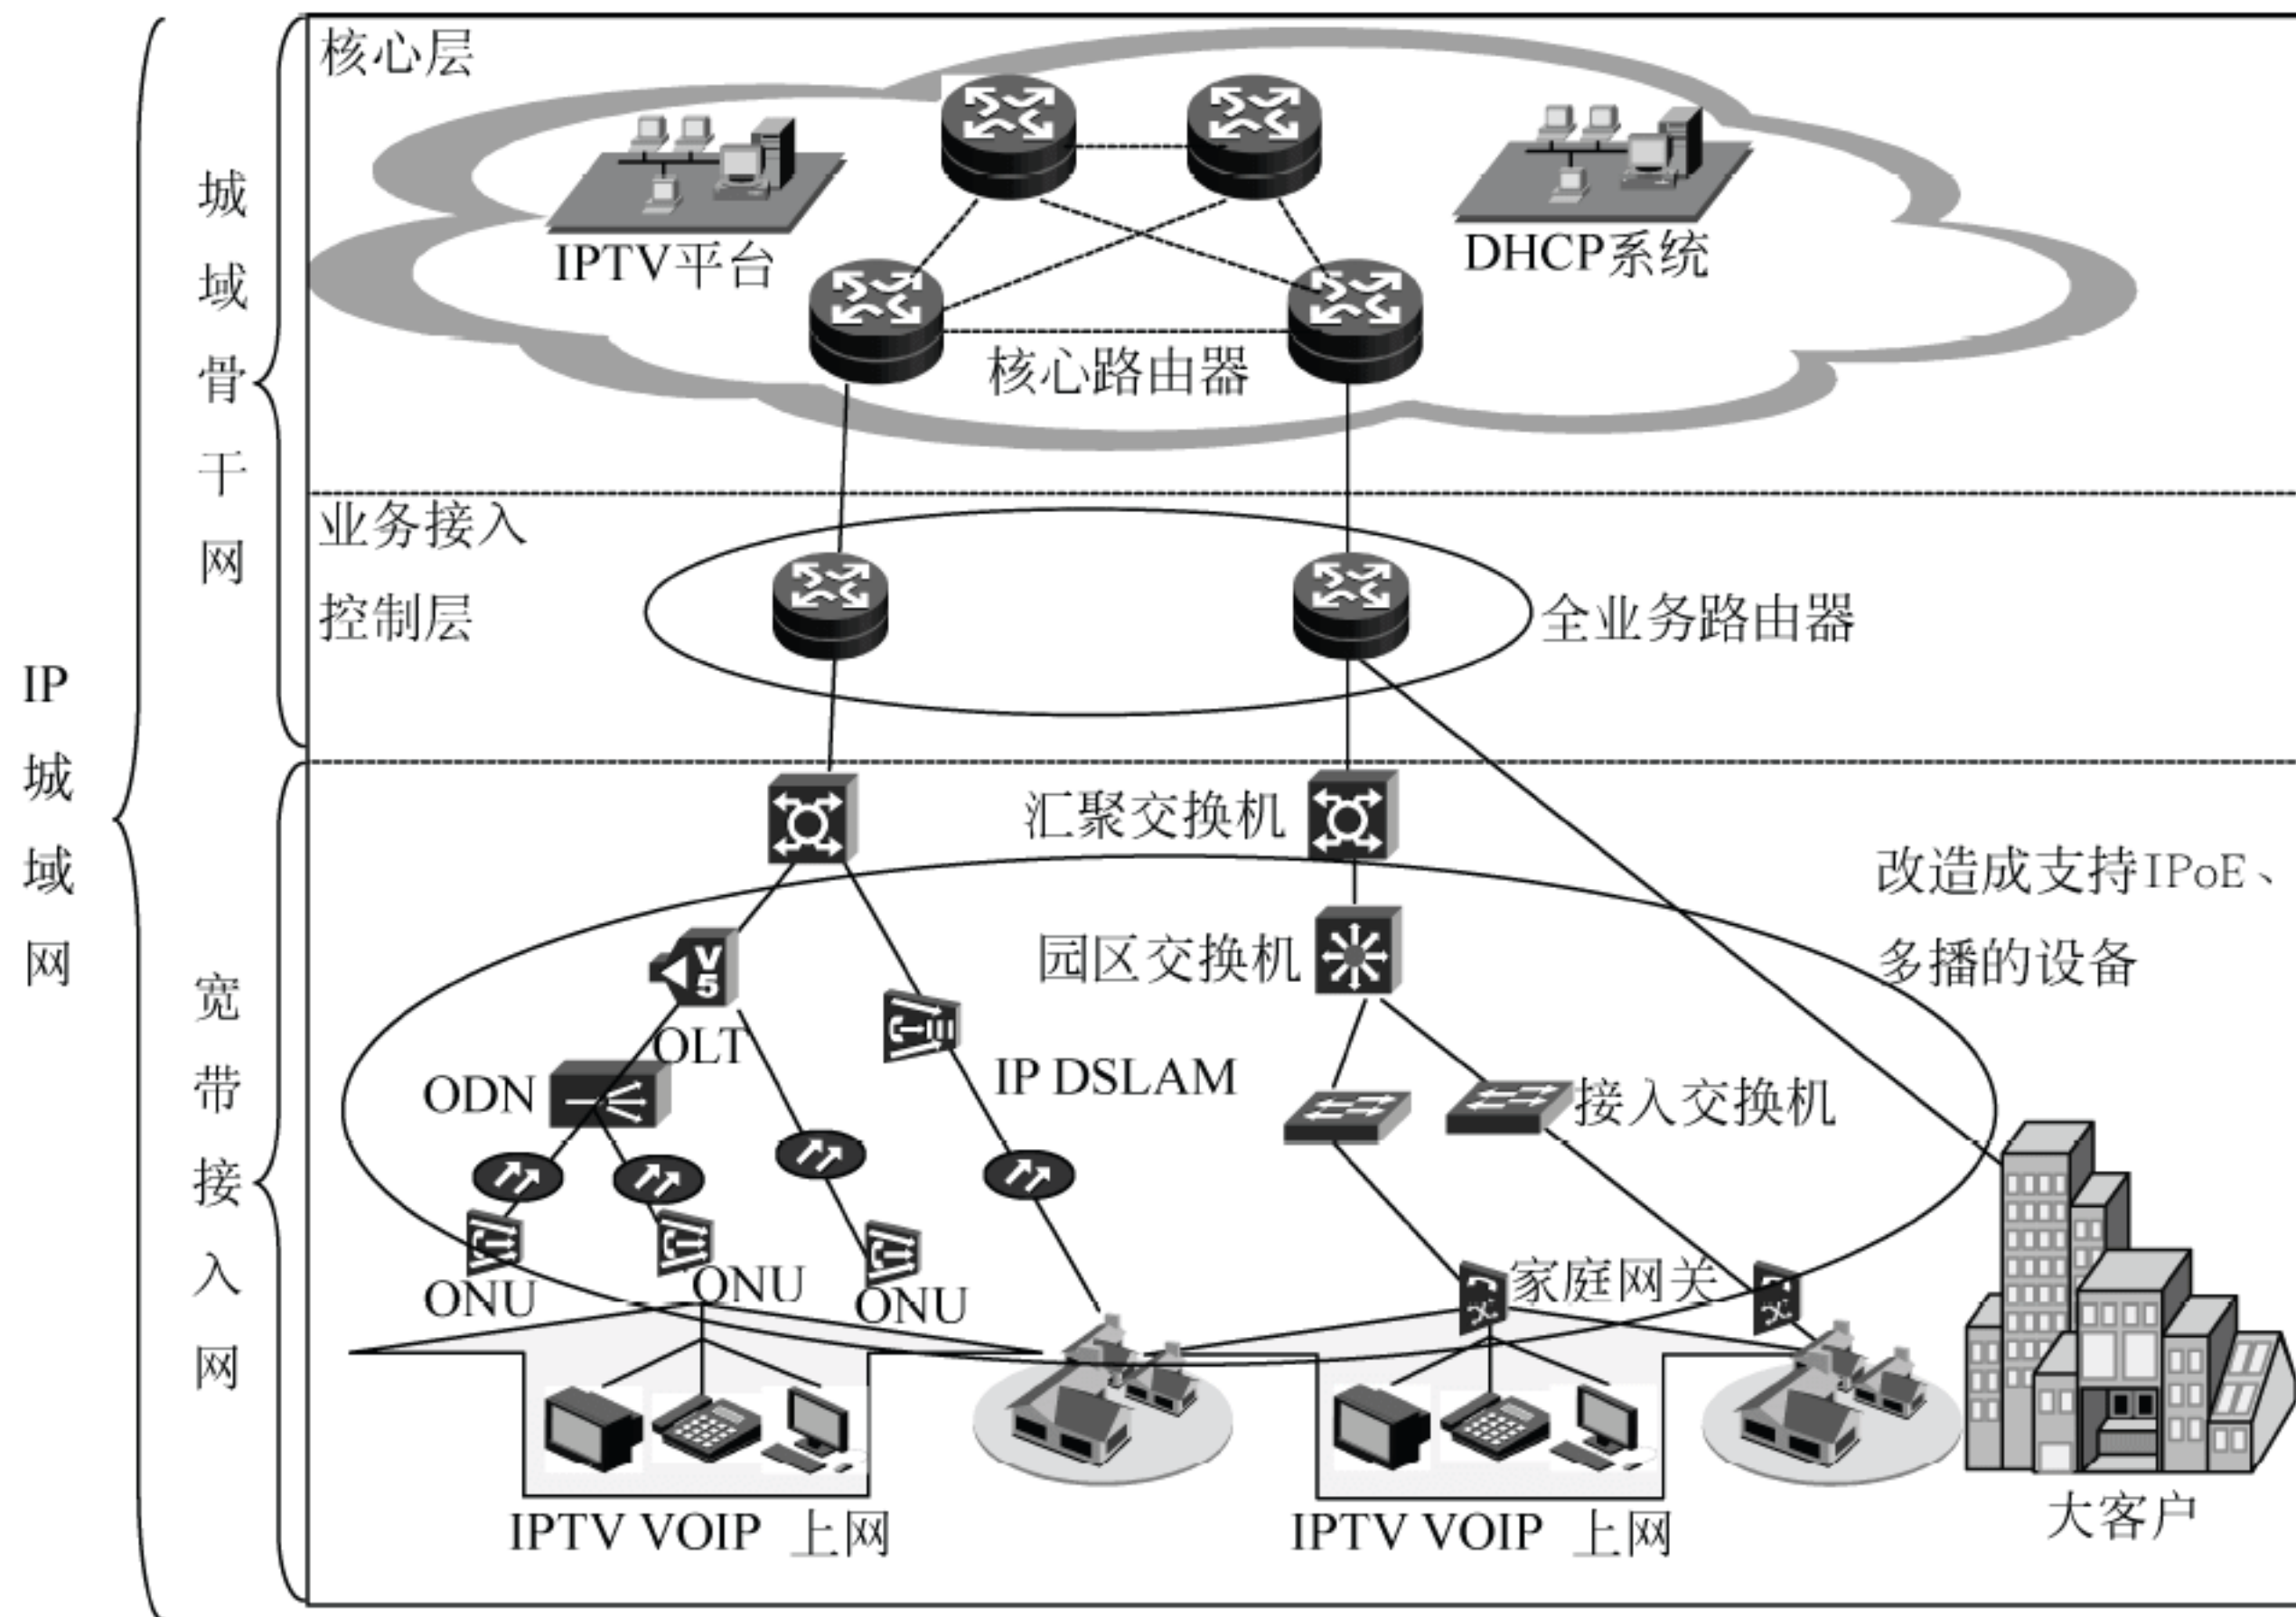 IP
城
域
网
城
域
骨
干
网
宽
带
接
入
网
核心层
IPTV平台
DHCP系统
核心路由器
业务接入
控制层
全业务路由器
汇聚交换机
改造成支持IPoE、
多播的设备
园区交换机
V
5
OLT
ODN
IP DSLAM
接入交换机
ONU
ONU
ONU
家庭网关
IPTV VOIP 上网
IPTV VOIP 上网
大客户